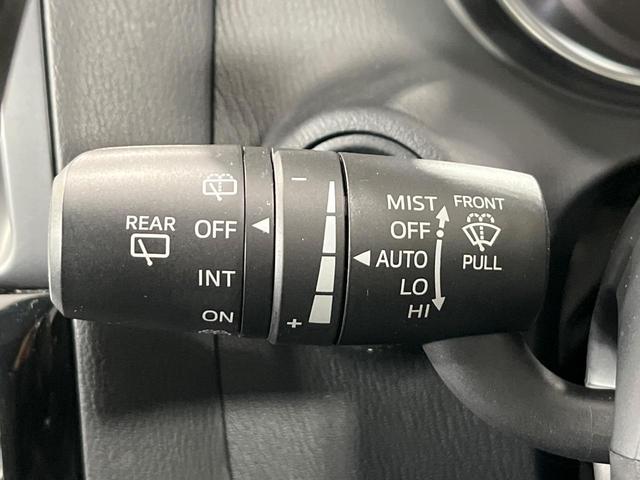 REAR
OFF
INT
ON
−
+
MIST
OFF
AUTO
LO
HI
FRONT
PULL